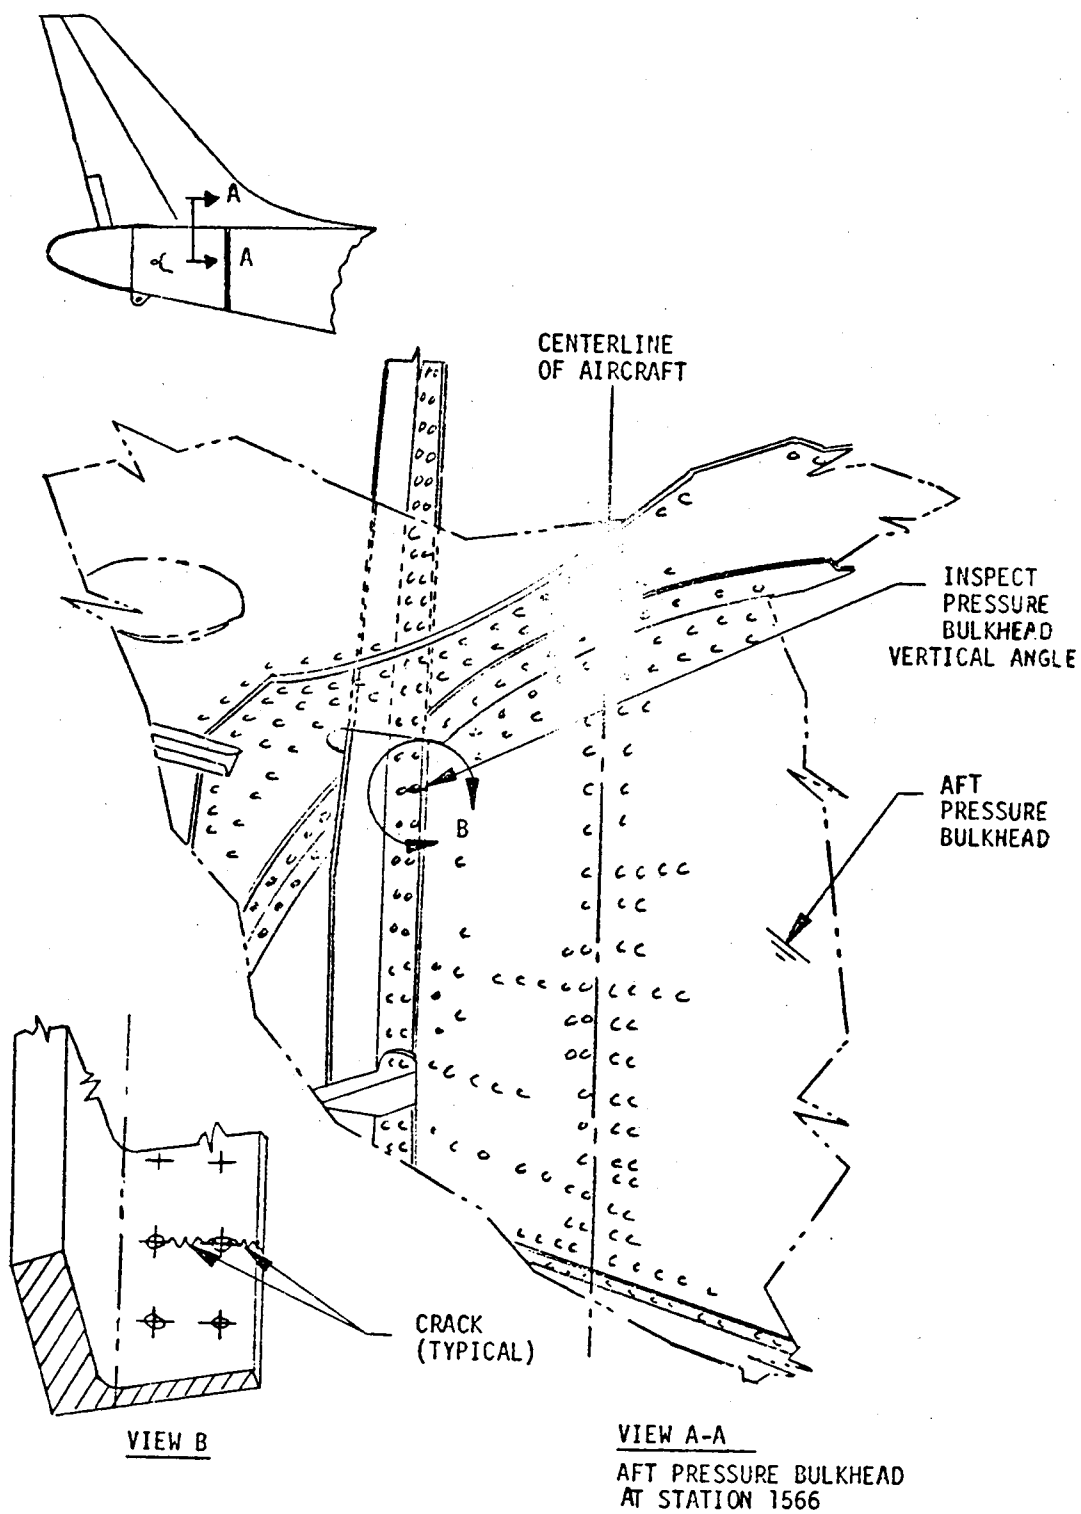 A
A
CENTERLINE
OF AIRCRAFT
INSPECT
PRESSURE
BULKHEAD
VERTICAL ANGLE
AFT
PRESSURE
BULKHEAD
B
CRACK
(TYPICAL)
VIEW B
VIEW A-A
AFT PRESSURE BULKHEAD
AT STATION 1566